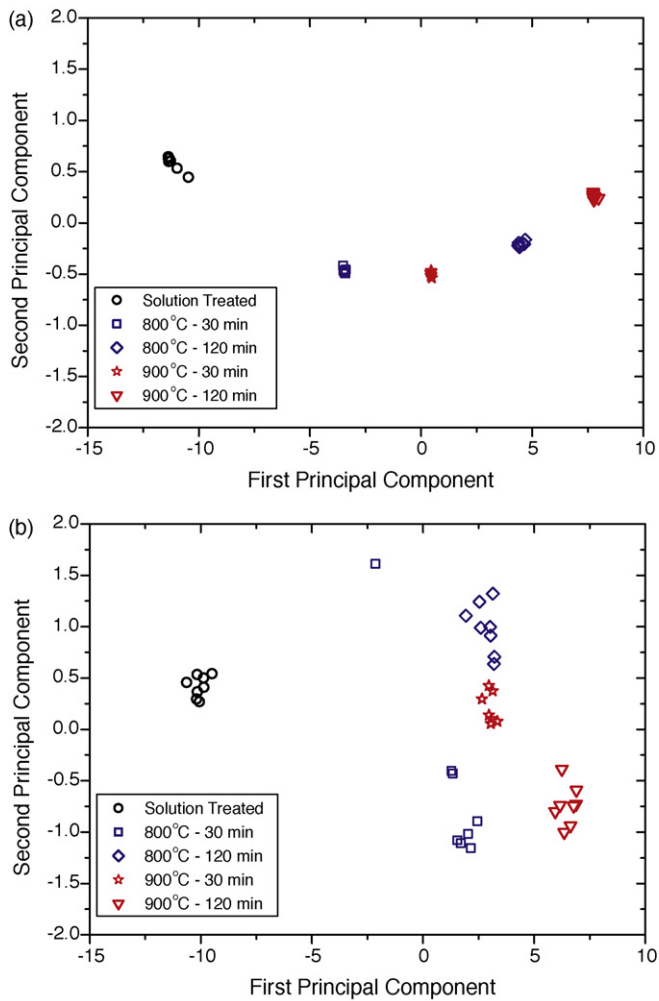 (a)
2.0
1.5
1.0
0.5
0.0
-0.5
-1.0
-1.5
-2.0
Second Principal Component
Solution Treated
800°C - 30 min
800°C - 120 min
900°C - 30 min
900°C - 120 min
-15 -10 -5 0 5 10
First Principal Component
(b)
2.0
1.5
1.0
0.5
0.0
-0.5
-1.0
-1.5
-2.0
Second Principal Component
Solution Treated
800°C - 30 min
800°C - 120 min
900°C - 30 min
900°C - 120 min
-15 -10 -5 0 5 10
First Principal Component